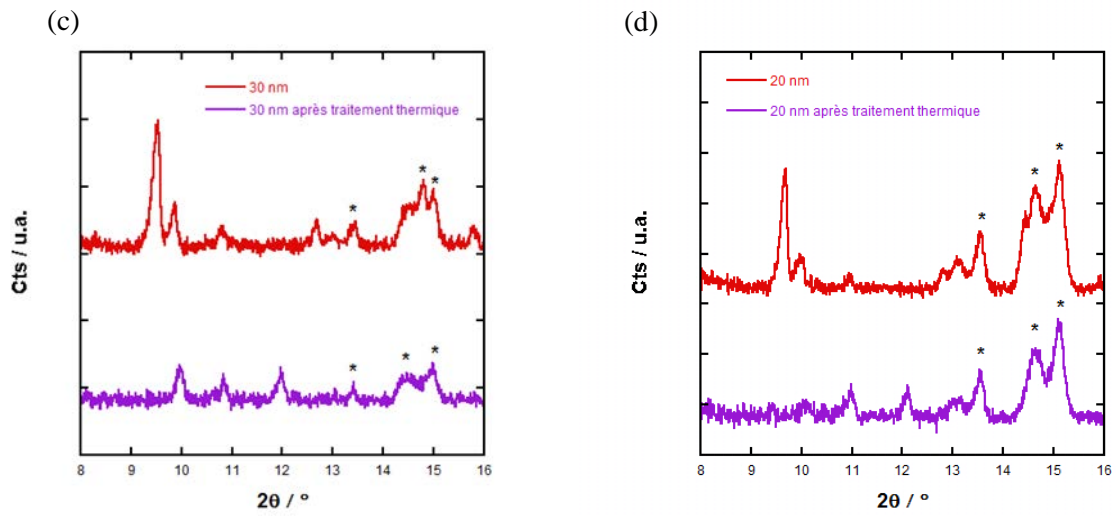 (c)
30 nm
30 nm après traitement thermique
* * *
* * *
Cts / u.a.
8 9 10 11 12 13 14 15 16
2θ / °
(d)
20 nm
20 nm après traitement thermique
* * *
* * *
Cts / u.a.
8 9 10 11 12 13 14 15 16
2θ / °